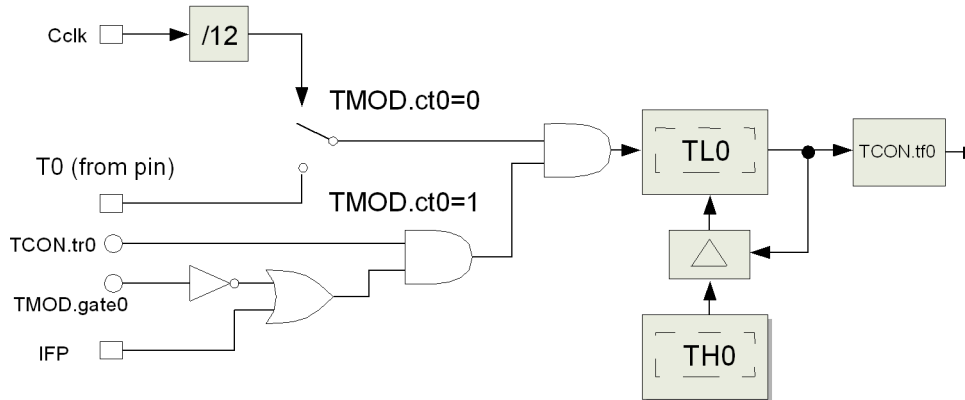 Cclk
/12
TMOD.ct0=0
T0 (from pin)
TMOD.ct0=1
TL0
TCON.tf0
TCON.tr0
TMOD.gate0
IFP
TH0